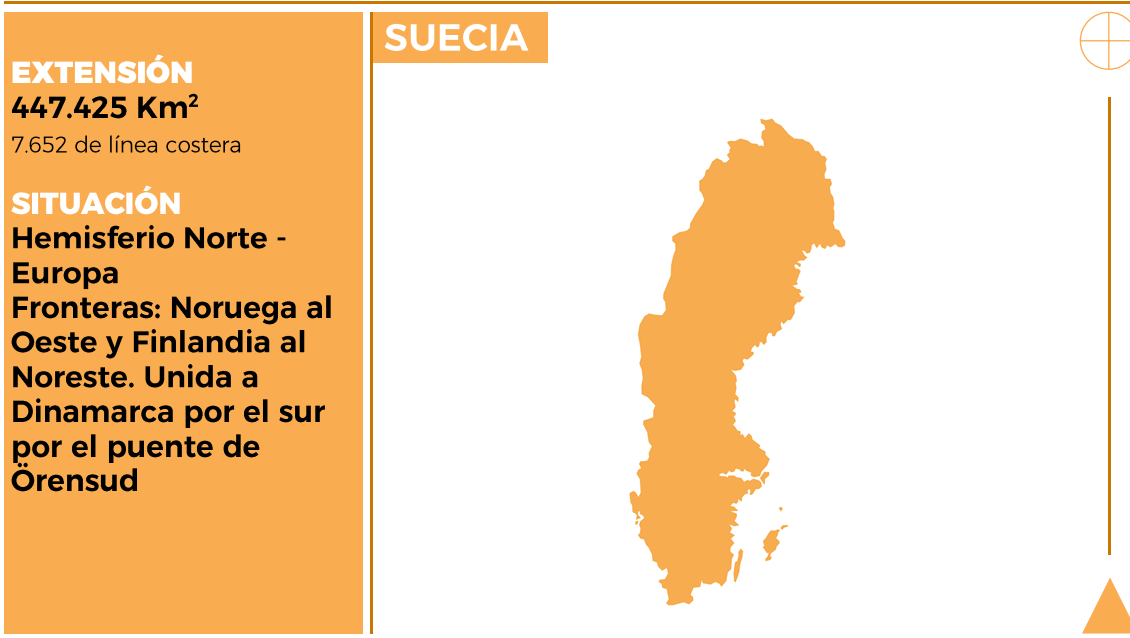 SUECIA
EXTENSIÓN
447.425 Km²
7.652 de línea costera
SITUACIÓN
Hemisferio Norte -
Europa
Fronteras: Noruega al
Oeste y Finlandia al
Noreste. Unida a
Dinamarca por el sur
por el puente de
Örensud